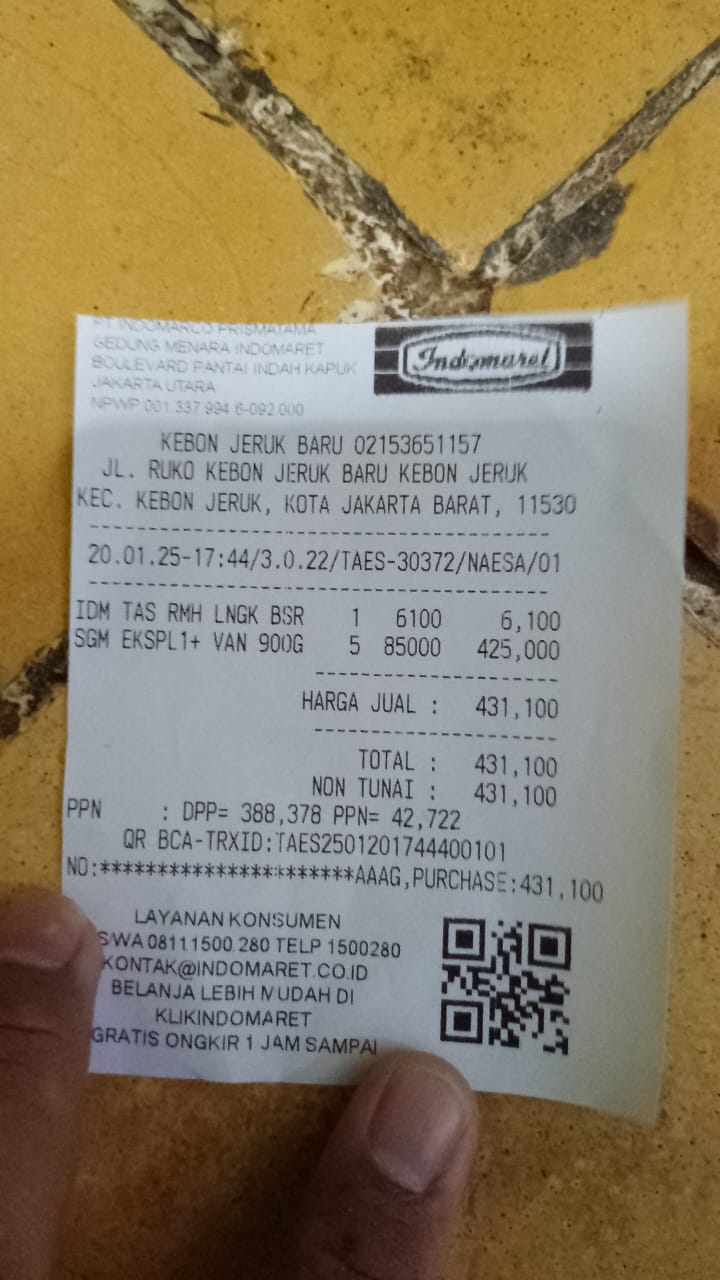 PT INDOMARCO PRISMATAMA
GEDUNG MENARA INDOMARET
BOULEVARD PANTAI INDAH KAPUK
JAKARTA UTARA
NPWP 001 337 994 6-092 000
Indomaret
KEBON JERUK BARU 02153651157
JL. RUKO KEBON JERUK BARU KEBON JERUK
KEC. KEBON JERUK, KOTA JAKARTA BARAT, 11530
20.01.25-17:44/3.0.22/TAES-30372/NAESA/01
IDM TAS RMH LNGK BSR 1 6100 6,100
SGM EKSPL1+ VAN 900G 5 85000 425,000
HARGA JUAL : 431,100
TOTAL : 431,100
NON TUNAI : 431,100
PPN : DPP= 388,378 PPN= 42,722
QR BCA-TRXID:TAES2501201744400101
NO:***********************AAAG,PURCHASE:431,100
LAYANAN KONSUMEN
S/WA 08111500.280 TELP 1500280
KONTAK@INDOMARET.CO.ID
BELANJA LEBIH MUDAH DI
KLIKINDOMARET
GRATIS ONGKIR 1 JAM SAMPAI